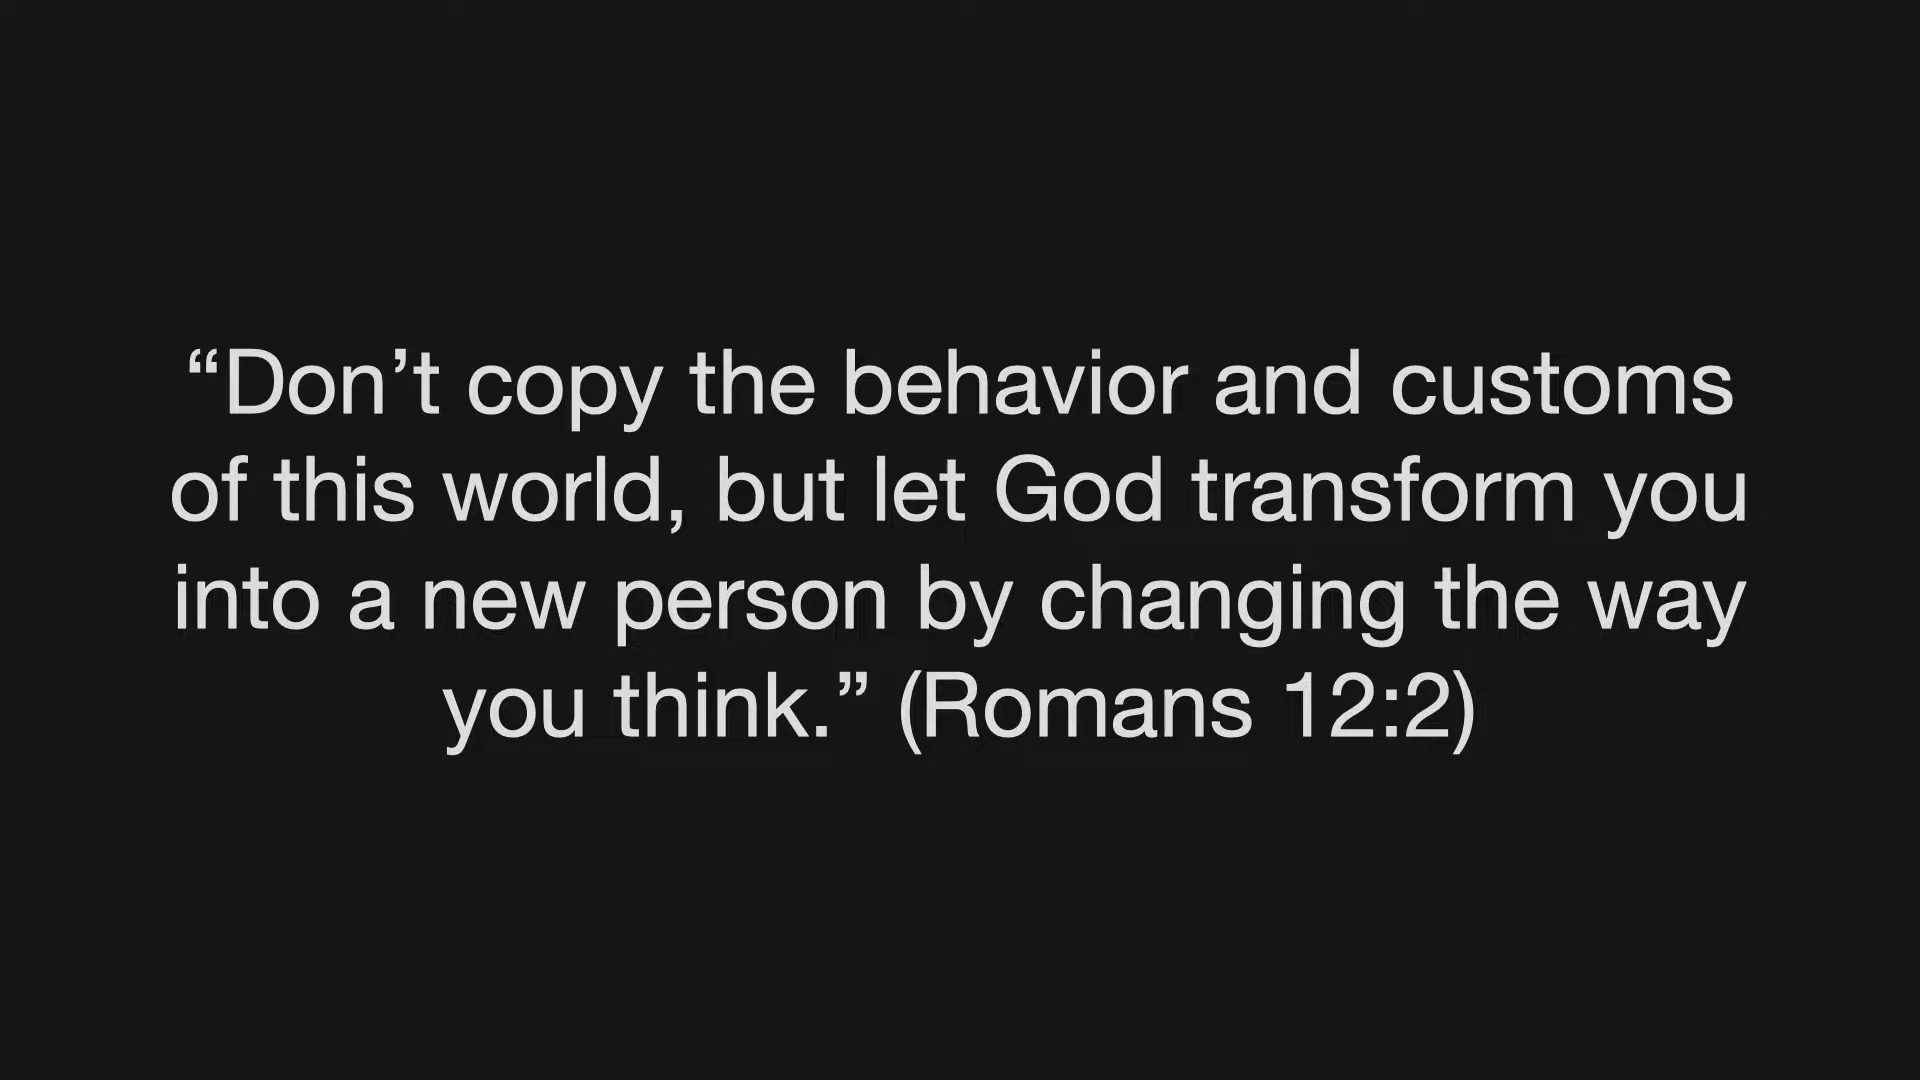 “Don’t copy the behavior and customs
of this world, but let God transform you
into a new person by changing the way
you think.” (Romans 12:2)